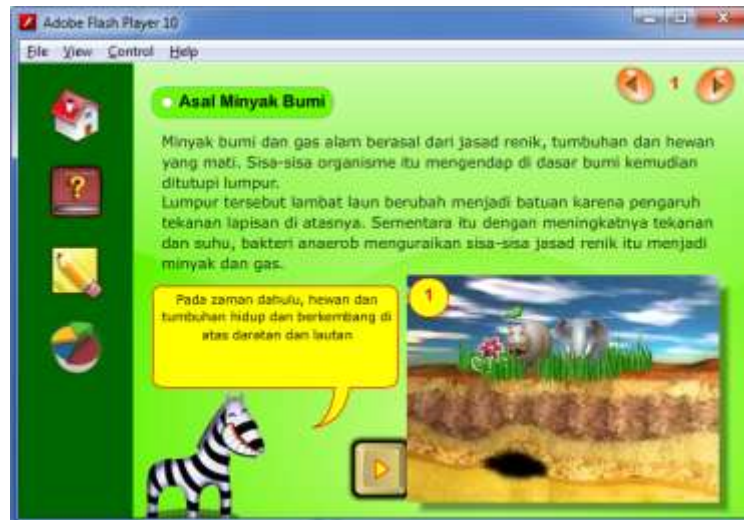 Adobe Flash Player 10
File View Control Help
1
Asal Minyak Bumi
Minyak bumi dan gas alam berasal dari jasad renik, tumbuhan dan hewan
yang mati. Sisa-sisa organisme itu mengendap di dasar bumi kemudian
ditutupi lumpur.
Lumpur tersebut lambat laun berubah menjadi batuan karena pengaruh
tekanan lapisan di atasnya. Sementara itu dengan meningkatnya tekanan
dan suhu, bakteri anaerob menguraikan sisa-sisa jasad renik itu menjadi
minyak dan gas.
Pada zaman dahulu, hewan dan
tumbuhan hidup dan berkembang di
atas daratan dan lautan
1
?